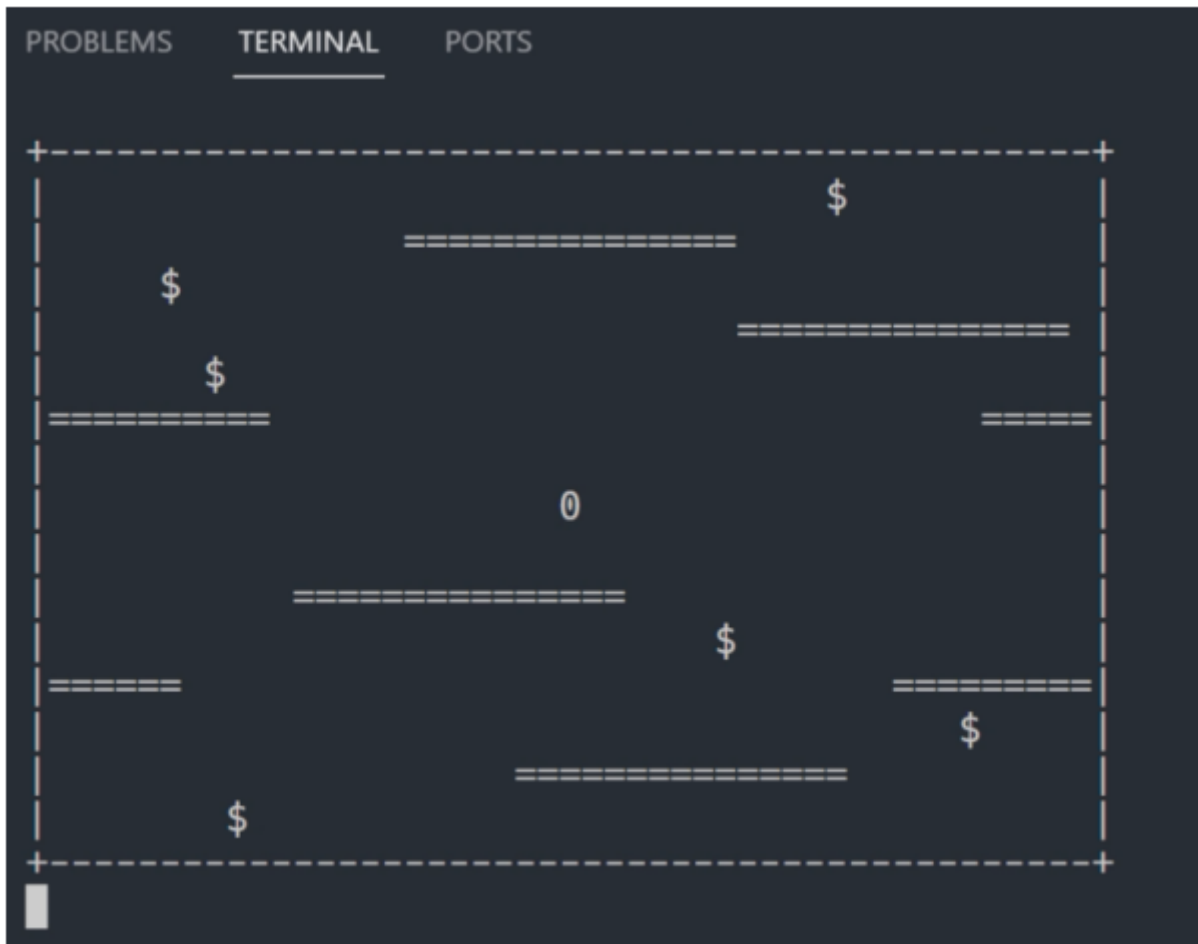 PROBLEMS TERMINAL PORTS
+-----------------------------------------------+
|                                   $           |
|                ===============                |
|     $                                         |
|                               =============== |
|       $                                       |
|==========                                =====|
|                                               |
|                       0                       |
|                                               |
|           ===============                     |
|                              $                |
|======                                =========|
|                                         $     |
|                     ===============           |
|        $                                      |
+-----------------------------------------------+